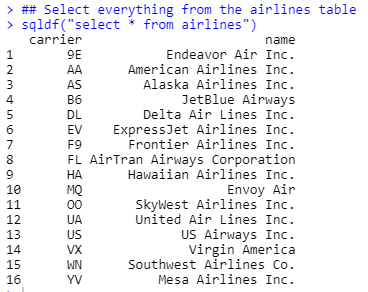 > ## Select everything from the airlines table
> sqldf("select * from airlines")
   carrier                        name
1       9E           Endeavor Air Inc.
2       AA      American Airlines Inc.
3       AS        Alaska Airlines Inc.
4       B6             JetBlue Airways
5       DL        Delta Air Lines Inc.
6       EV    ExpressJet Airlines Inc.
7       F9      Frontier Airlines Inc.
8       FL AirTran Airways Corporation
9       HA      Hawaiian Airlines Inc.
10      MQ                   Envoy Air
11      OO       SkyWest Airlines Inc.
12      UA       United Air Lines Inc.
13      US             US Airways Inc.
14      VX              Virgin America
15      WN      Southwest Airlines Co.
16      YV          Mesa Airlines Inc.
>